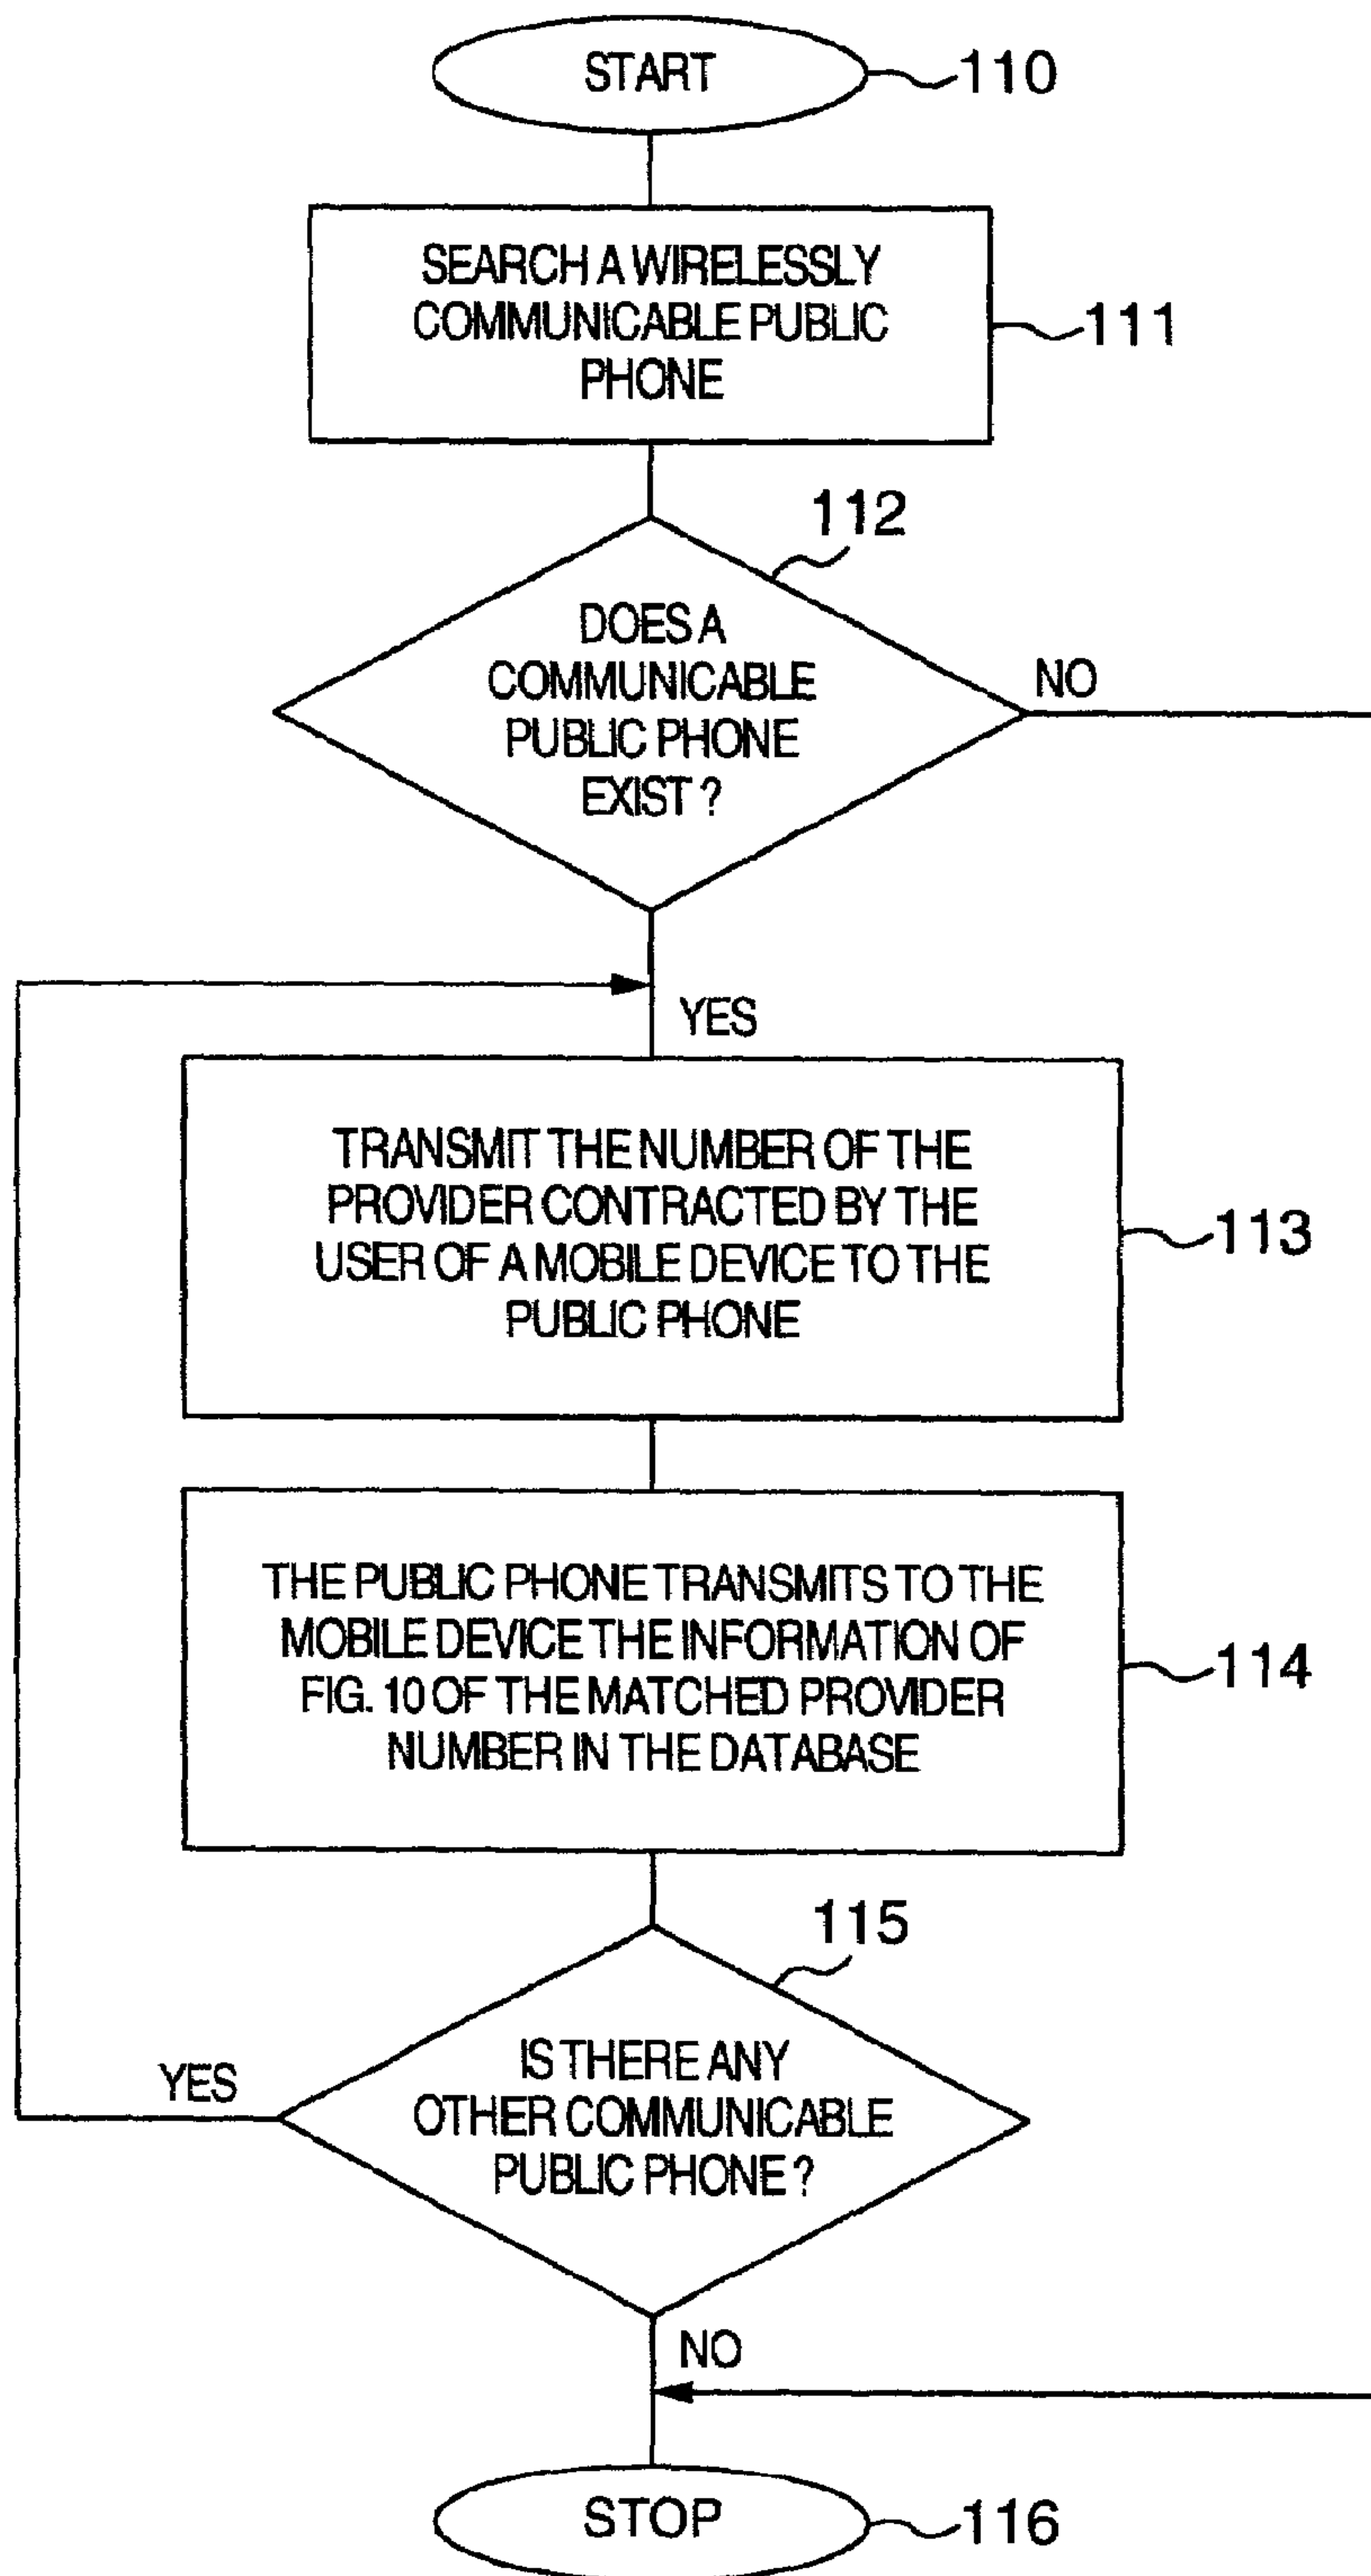 START
110
SEARCH A WIRELESSLY
COMMUNICABLE PUBLIC
PHONE
111
112
DOES A
COMMUNICABLE
PUBLIC PHONE
EXIST ?
NO
YES
TRANSMIT THE NUMBER OF THE
PROVIDER CONTRACTED BY THE
USER OF A MOBILE DEVICE TO THE
PUBLIC PHONE
113
THE PUBLIC PHONE TRANSMITS TO THE
MOBILE DEVICE THE INFORMATION OF
FIG. 10 OF THE MATCHED PROVIDER
NUMBER IN THE DATABASE
114
115
IS THERE ANY
OTHER COMMUNICABLE
PUBLIC PHONE ?
YES
NO
STOP
116